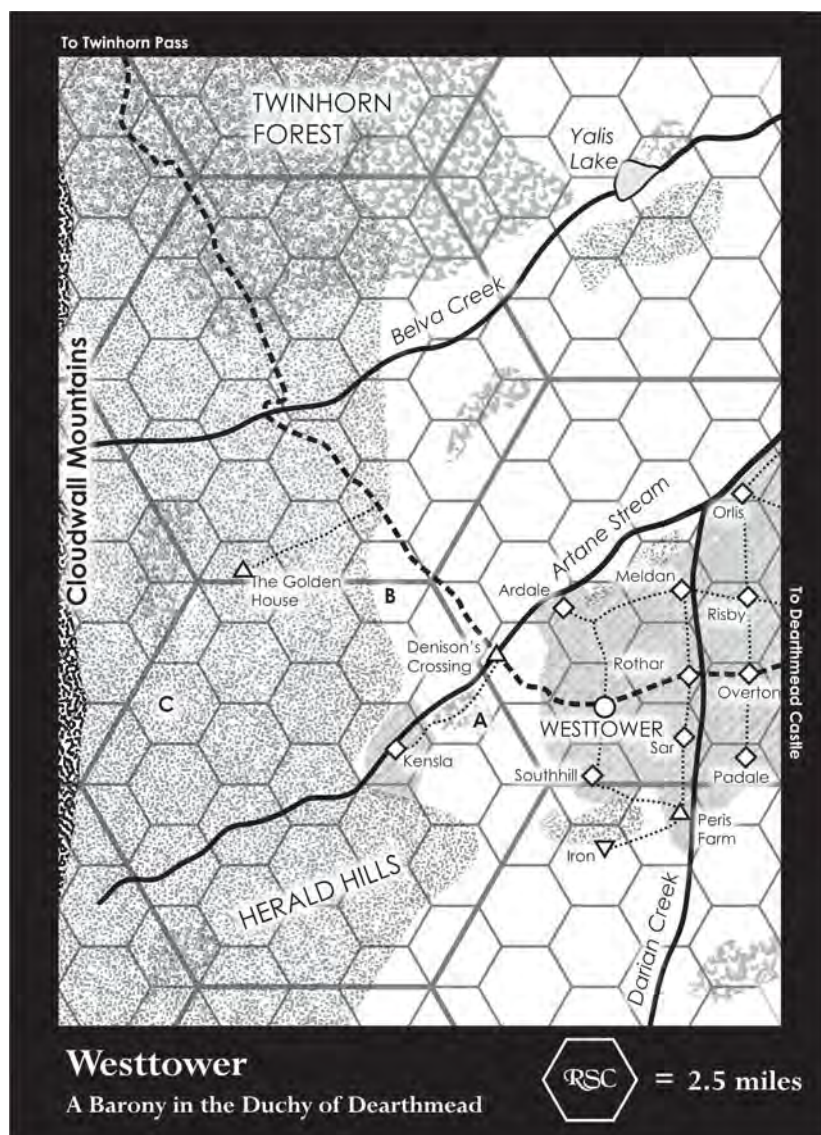 To Twinhorn Pass
TWINHORN
FOREST
Yalis
Lake
Belva Creek
Cloudwall Mountains
Artane Stream
Orlis
The Golden
House
B
Ardale
Meldan
Risby
To Dearthmead Castle
Denison's
Crossing
Rothar
C
A
WESTTOWER
Overton
Kensla
Sar
Southhill
Padale
Peris
Farm
Iron
HERALD HILLS
Darian Creek
Westtower
A Barony in the Duchy of Dearthmead
RSC = 2.5 miles